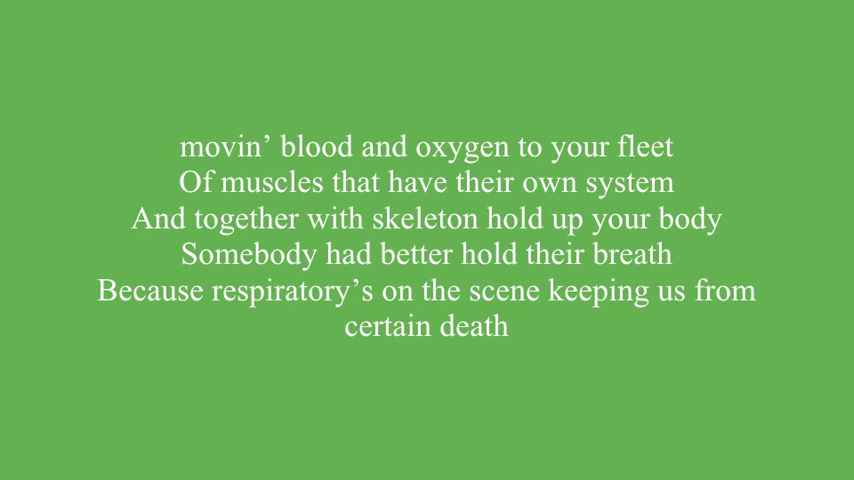 movin’ blood and oxygen to your fleet
Of muscles that have their own system
And together with skeleton hold up your body
Somebody had better hold their breath
Because respiratory’s on the scene keeping us from
certain death